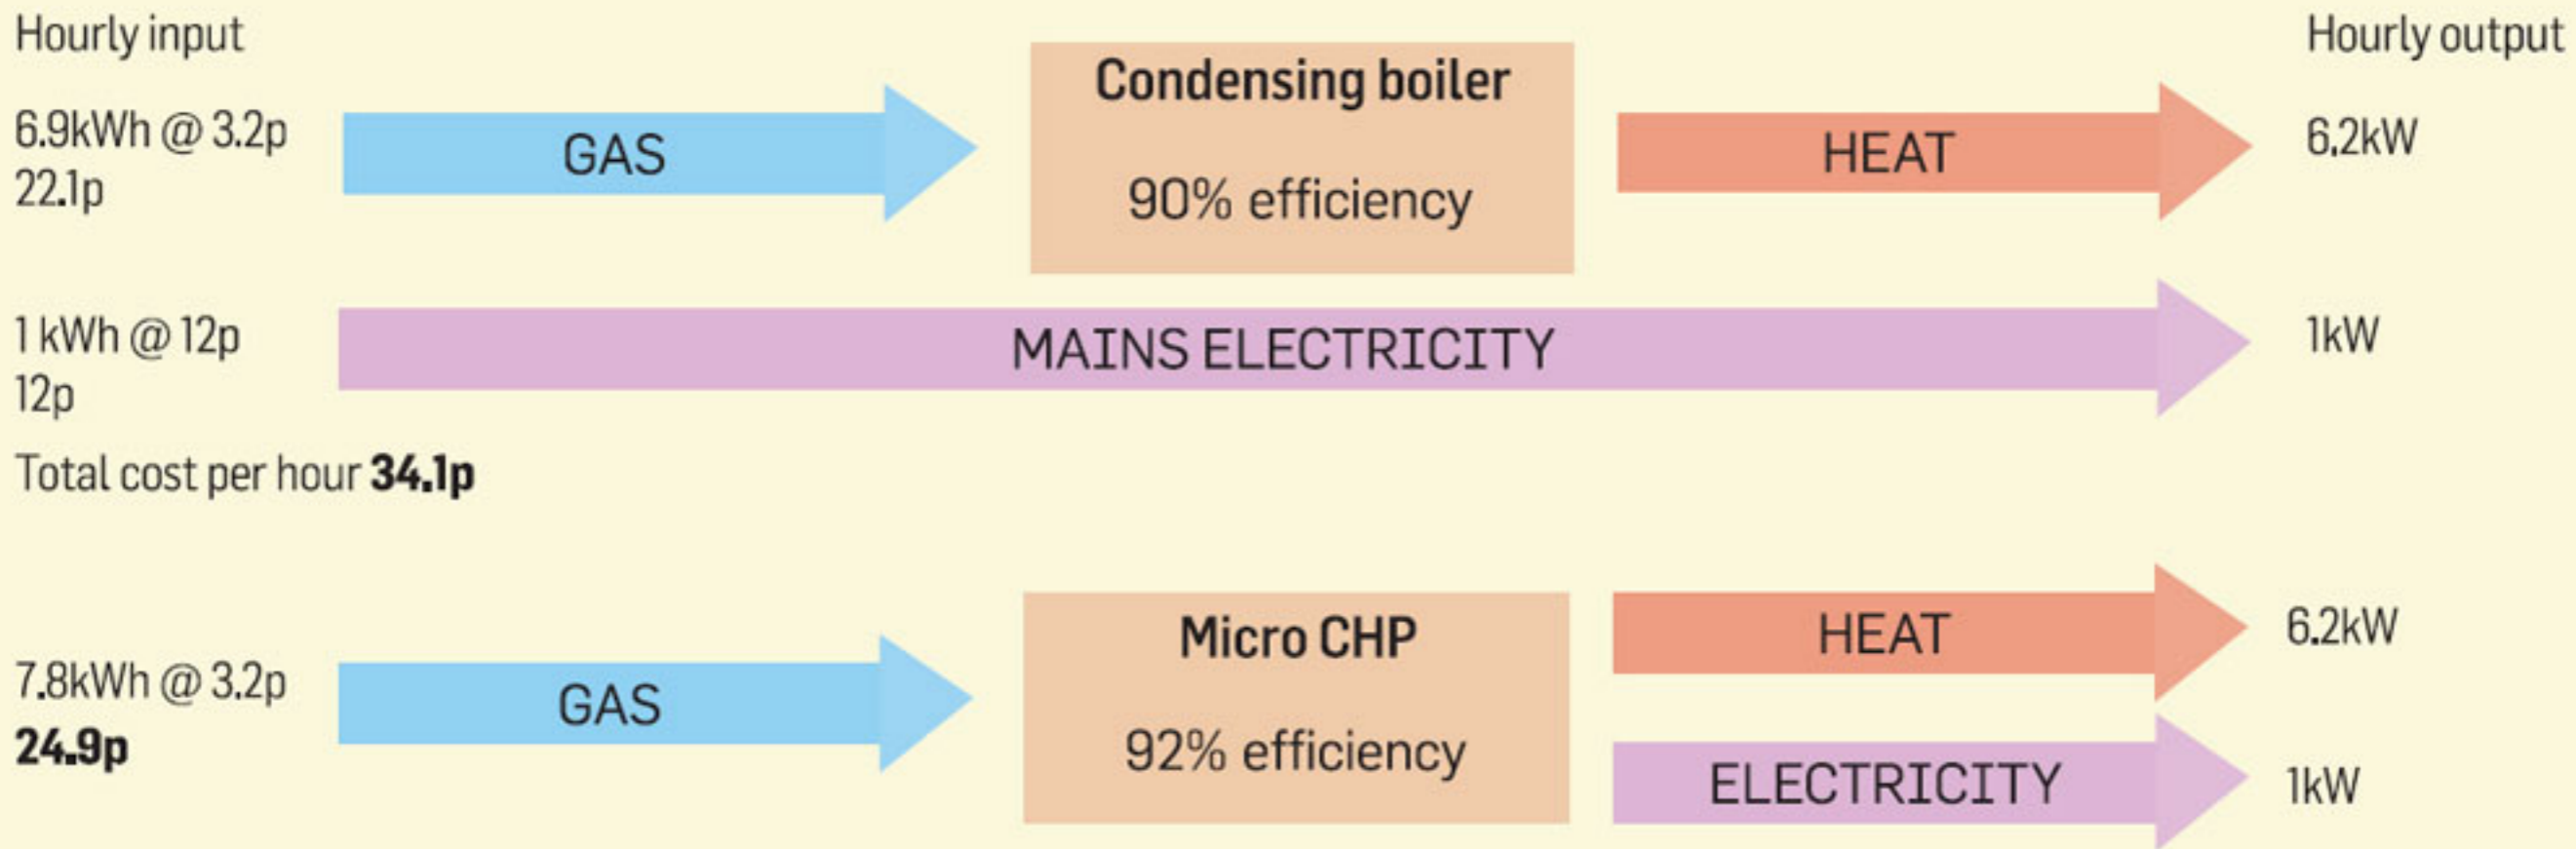 Hourly input
Hourly output
6.9kWh @ 3.2p
22.1p
GAS
Condensing boiler
90% efficiency
HEAT
6.2kW
1 kWh @ 12p
12p
MAINS ELECTRICITY
1kW
Total cost per hour 34.1p
7.8kWh @ 3.2p
24.9p
GAS
Micro CHP
92% efficiency
HEAT
6.2kW
ELECTRICITY
1kW